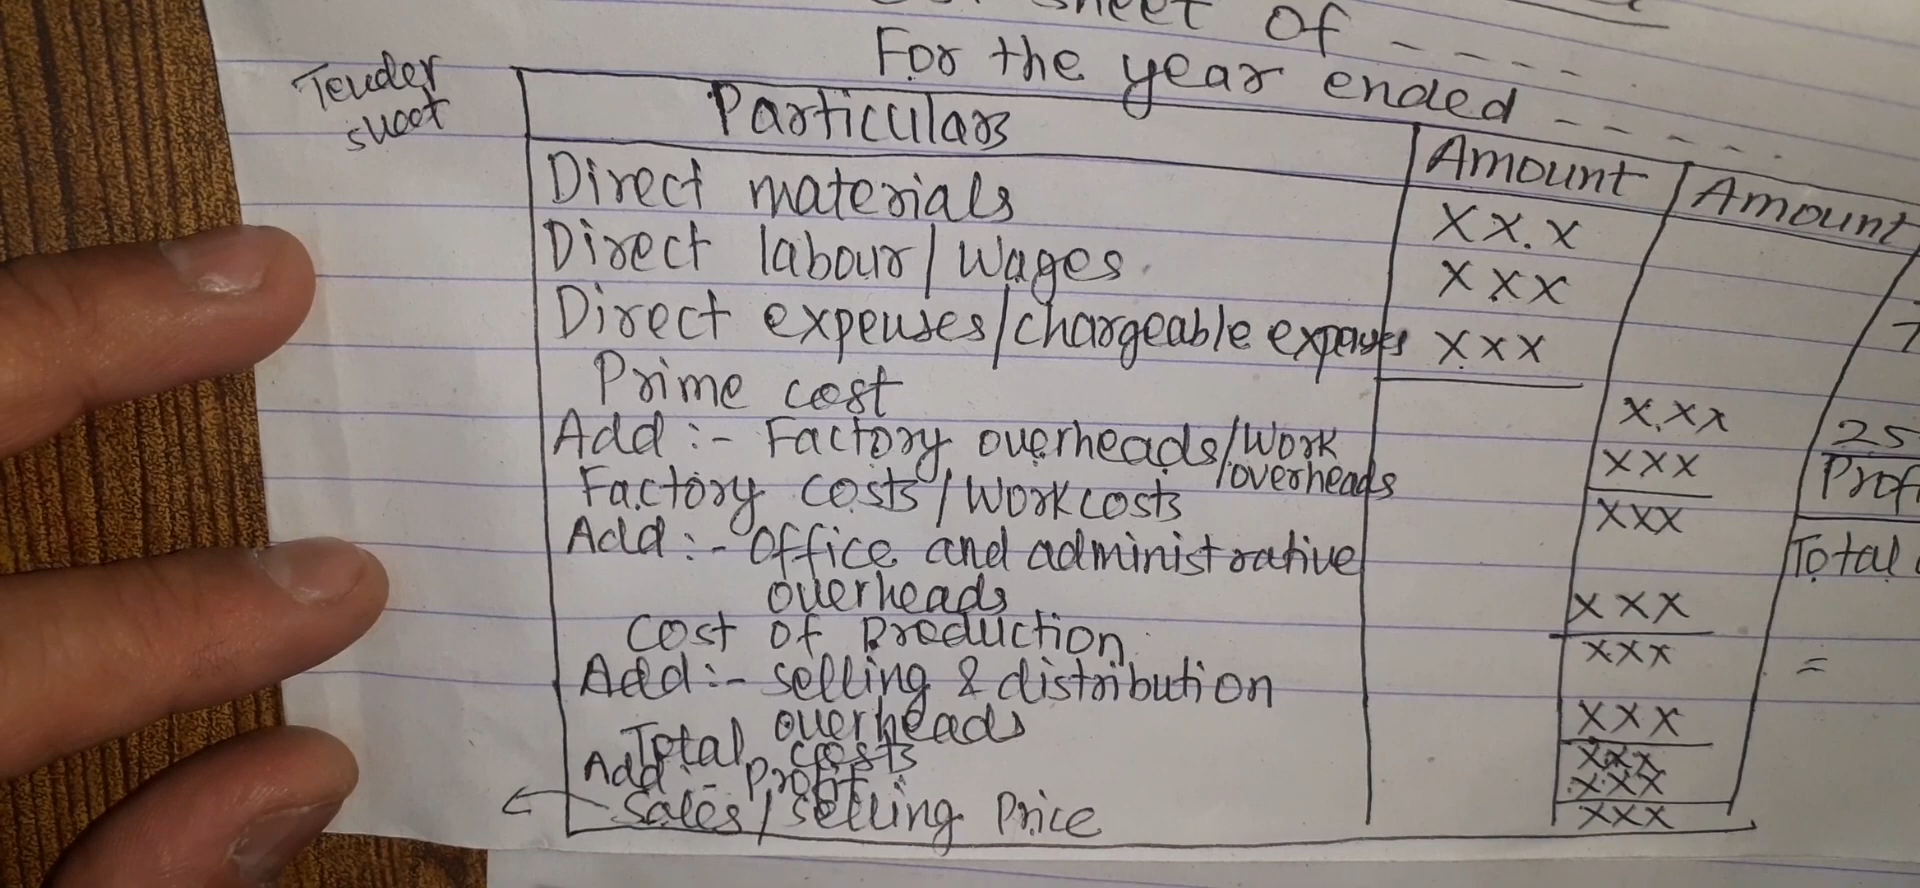 sheet of - - - - -
For the year ended - - - - -
Tender
sheet
Particulars Amount Amount
Direct materials XX.X
Direct labour/Wages. XXX
Direct expenses/chargeable expenses XXX
Prime cost X.XX
Add :- Factory overheads/Work overheads XXX
Factory costs/Work costs XXX
Add :- Office and administrative
overheads XXX
Cost of Production. XXX
Add :- selling & distribution
overheads XXX
Total costs XXX
Add :- Profit XXX
Sales/selling Price XXX
25
Prof
Total
=